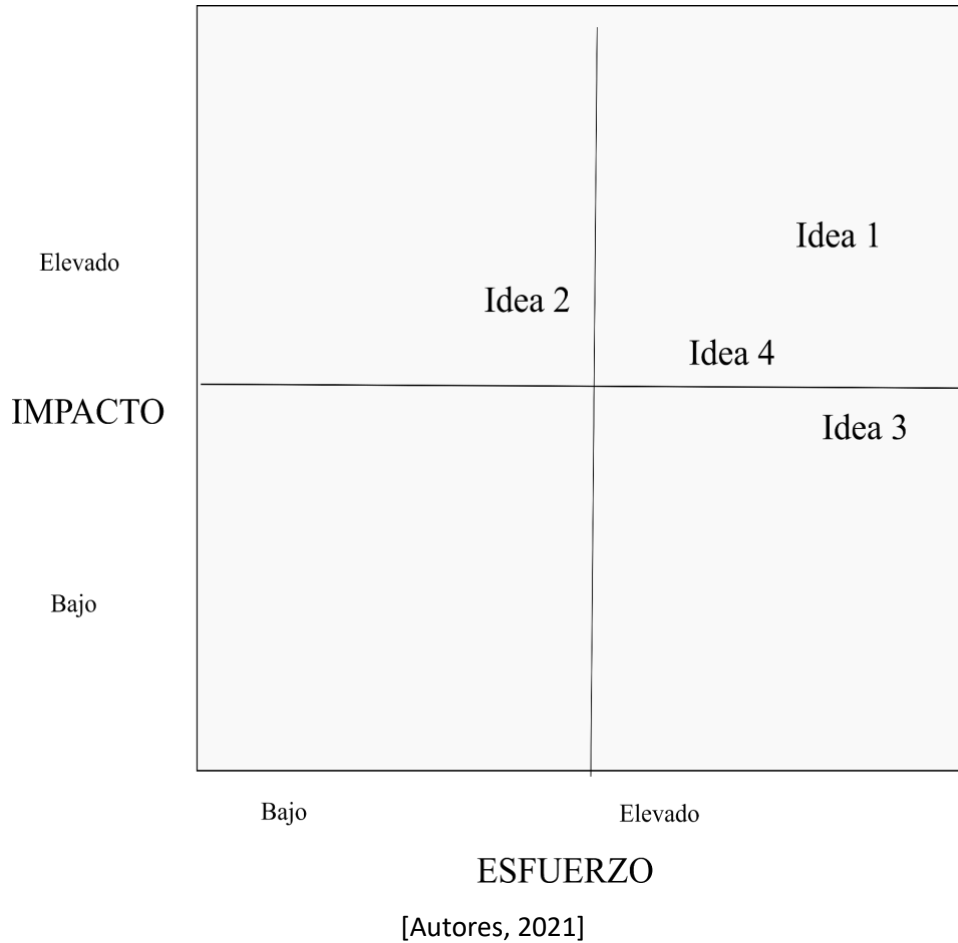 Idea 1
Elevado
Idea 2
Idea 4
IMPACTO
Idea 3
Bajo
Bajo
Elevado
ESFUERZO
[Autores, 2021]